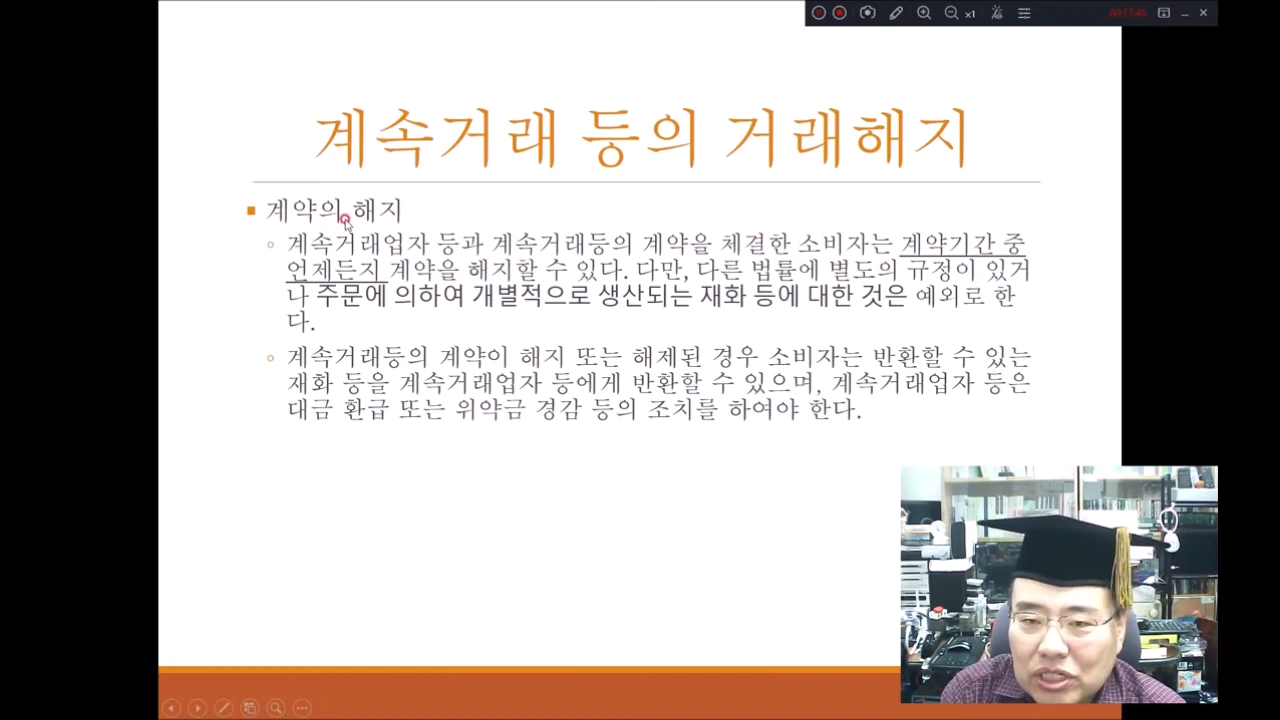 x1
00:17:44
계속거래 등의 거래해지
계약의 해지
계속거래업자 등과 계속거래등의 계약을 체결한 소비자는 계약기간 중
언제든지 계약을 해지할 수 있다. 다만, 다른 법률에 별도의 규정이 있거
나 주문에 의하여 개별적으로 생산되는 재화 등에 대한 것은 예외로 한
다.
계속거래등의 계약이 해지 또는 해제된 경우 소비자는 반환할 수 있는
재화 등을 계속거래업자 등에게 반환할 수 있으며, 계속거래업자 등은
대금 환급 또는 위약금 경감 등의 조치를 하여야 한다.